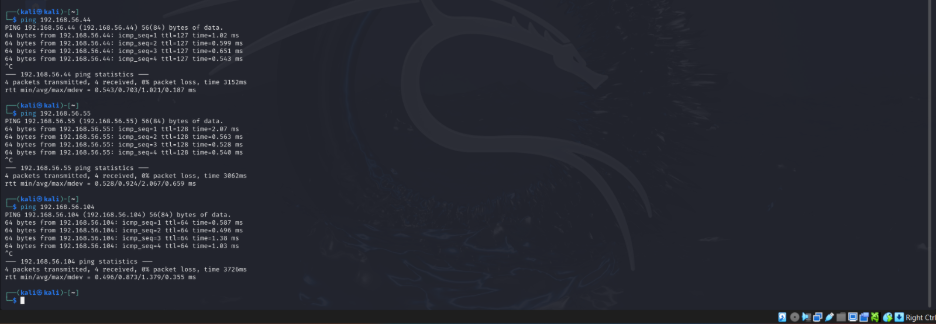 ┌──(kali㉿kali)-[~]
└─$ ping 192.168.56.44
PING 192.168.56.44 (192.168.56.44) 56(84) bytes of data.
64 bytes from 192.168.56.44: icmp_seq=1 ttl=127 time=1.02 ms
64 bytes from 192.168.56.44: icmp_seq=2 ttl=127 time=0.599 ms
64 bytes from 192.168.56.44: icmp_seq=3 ttl=127 time=0.651 ms
64 bytes from 192.168.56.44: icmp_seq=4 ttl=127 time=0.543 ms
^C
--- 192.168.56.44 ping statistics ---
4 packets transmitted, 4 received, 0% packet loss, time 3152ms
rtt min/avg/max/mdev = 0.543/0.703/1.021/0.187 ms
┌──(kali㉿kali)-[~]
└─$ ping 192.168.56.55
PING 192.168.56.55 (192.168.56.55) 56(84) bytes of data.
64 bytes from 192.168.56.55: icmp_seq=1 ttl=128 time=2.07 ms
64 bytes from 192.168.56.55: icmp_seq=2 ttl=128 time=0.563 ms
64 bytes from 192.168.56.55: icmp_seq=3 ttl=128 time=0.528 ms
64 bytes from 192.168.56.55: icmp_seq=4 ttl=128 time=0.540 ms
^C
--- 192.168.56.55 ping statistics ---
4 packets transmitted, 4 received, 0% packet loss, time 3062ms
rtt min/avg/max/mdev = 0.528/0.924/2.067/0.659 ms
┌──(kali㉿kali)-[~]
└─$ ping 192.168.56.104
PING 192.168.56.104 (192.168.56.104) 56(84) bytes of data.
64 bytes from 192.168.56.104: icmp_seq=1 ttl=64 time=0.587 ms
64 bytes from 192.168.56.104: icmp_seq=2 ttl=64 time=0.496 ms
64 bytes from 192.168.56.104: icmp_seq=3 ttl=64 time=1.38 ms
64 bytes from 192.168.56.104: icmp_seq=4 ttl=64 time=1.03 ms
^C
--- 192.168.56.104 ping statistics ---
4 packets transmitted, 4 received, 0% packet loss, time 3726ms
rtt min/avg/max/mdev = 0.496/0.873/1.379/0.355 ms
┌──(kali㉿kali)-[~]
└─$
Right Ctrl